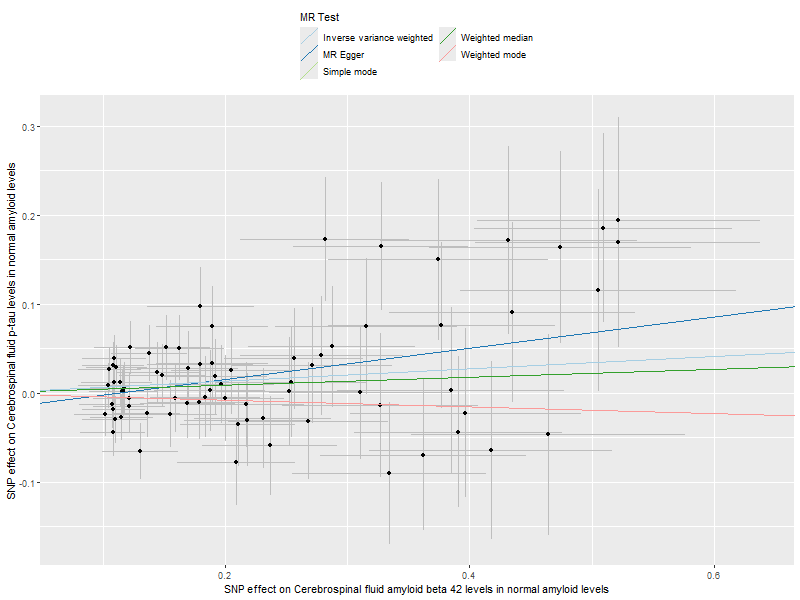 MR Test
Inverse variance weighted
Weighted median
MR Egger
Weighted mode
Simple mode
SNP effect on Cerebrospinal fluid p-tau levels in normal amyloid levels
0.3
0.2
0.1
0.0
-0.1
0.2
0.4
0.6
SNP effect on Cerebrospinal fluid amyloid beta 42 levels in normal amyloid levels